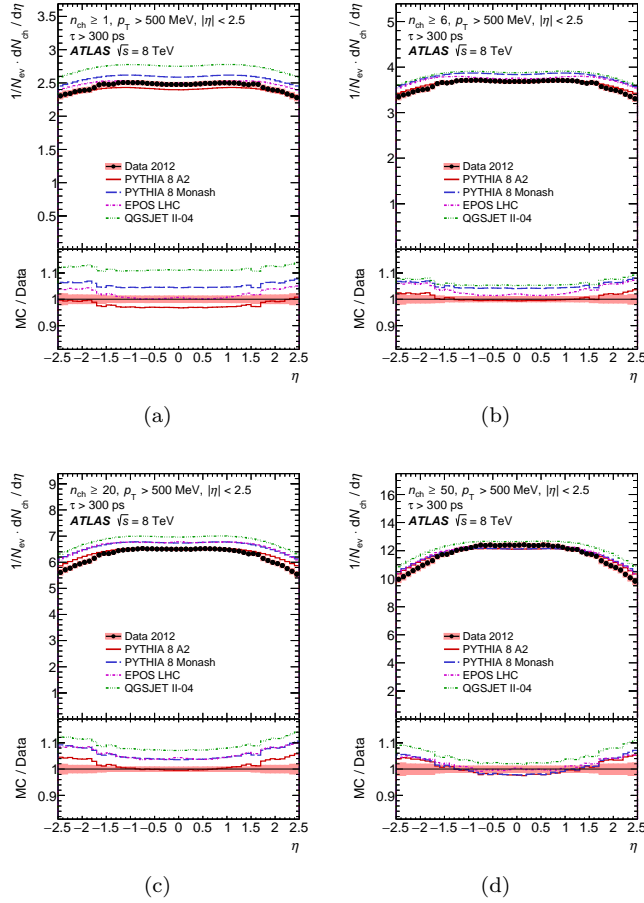 n_ch ≥ 1, p_T > 500 MeV, |η| < 2.5
τ > 300 ps
ATLAS √s = 8 TeV
1/N_ev · dN_ch / dη
3.5
3
2.5
2
1.5
1
0.5
Data 2012
PYTHIA 8 A2
PYTHIA 8 Monash
EPOS LHC
QGSJET II-04
MC / Data
1.1
1
0.9
−2.5 −2 −1.5 −1 −0.5 0 0.5 1 1.5 2 2.5
η
(a)
n_ch ≥ 6, p_T > 500 MeV, |η| < 2.5
τ > 300 ps
ATLAS √s = 8 TeV
1/N_ev · dN_ch / dη
5
4
3
2
1
Data 2012
PYTHIA 8 A2
PYTHIA 8 Monash
EPOS LHC
QGSJET II-04
MC / Data
1.1
1
0.9
−2.5 −2 −1.5 −1 −0.5 0 0.5 1 1.5 2 2.5
η
(b)
n_ch ≥ 20, p_T > 500 MeV, |η| < 2.5
τ > 300 ps
ATLAS √s = 8 TeV
1/N_ev · dN_ch / dη
9
8
7
6
5
4
3
2
1
Data 2012
PYTHIA 8 A2
PYTHIA 8 Monash
EPOS LHC
QGSJET II-04
MC / Data
1.1
1
0.9
−2.5 −2 −1.5 −1 −0.5 0 0.5 1 1.5 2 2.5
η
(c)
n_ch ≥ 50, p_T > 500 MeV, |η| < 2.5
τ > 300 ps
ATLAS √s = 8 TeV
1/N_ev · dN_ch / dη
16
14
12
10
8
6
4
2
Data 2012
PYTHIA 8 A2
PYTHIA 8 Monash
EPOS LHC
QGSJET II-04
MC / Data
1.1
1
0.9
−2.5 −2 −1.5 −1 −0.5 0 0.5 1 1.5 2 2.5
η
(d)